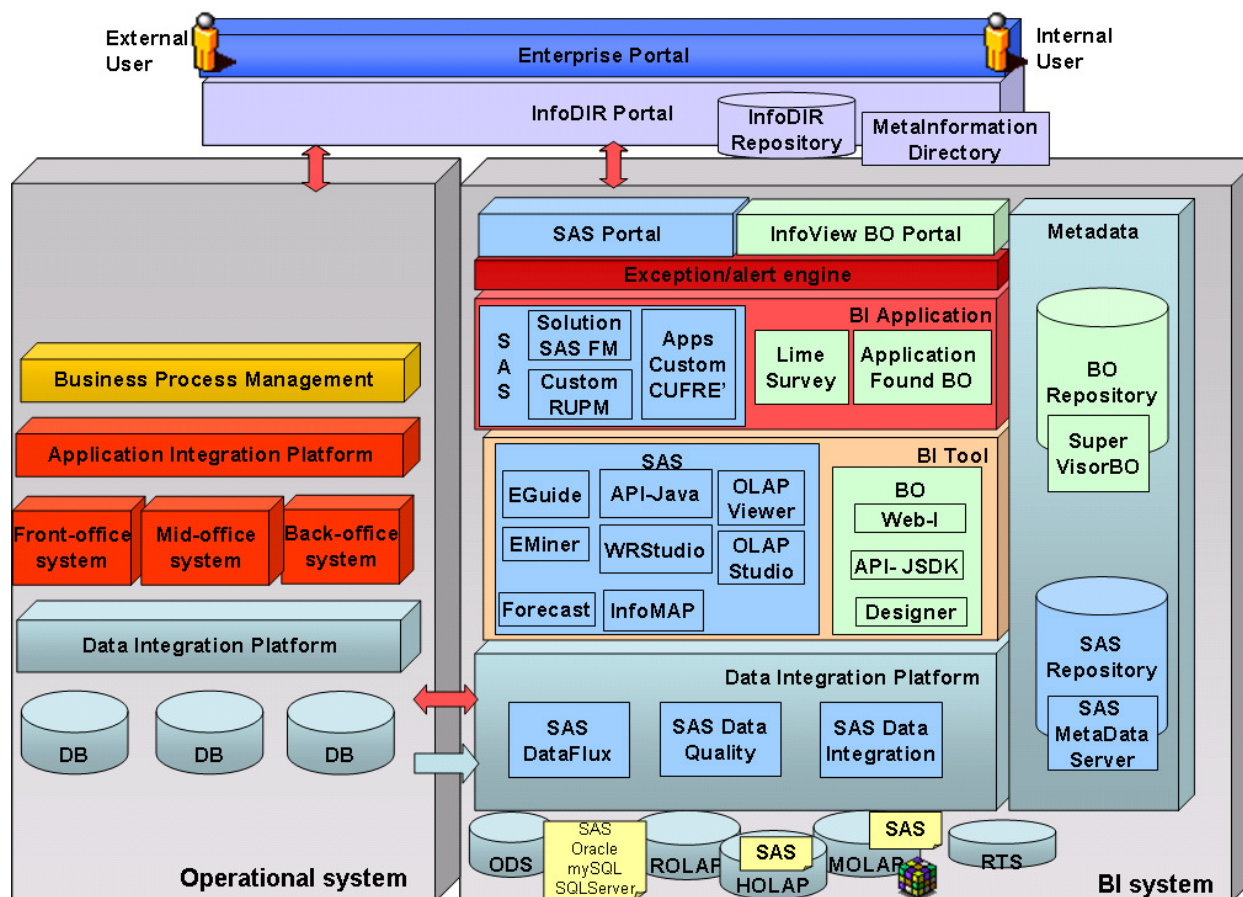 External
User
Internal
User
Enterprise Portal
InfoDIR Portal
InfoDIR
Repository
MetaInformation
Directory
Business Process Management
Application Integration Platform
Front-office
system
Mid-office
system
Back-office
system
Data Integration Platform
DB
DB
DB
Operational system
SAS Portal
InfoView BO Portal
Exception/alert engine
BI Application
S
A
S
Solution
SAS FM
Custom
RUPM
Apps
Custom
CUFRE’
Lime
Survey
Application
Found BO
BI Tool
SAS
EGuide
API-Java
OLAP
Viewer
EMiner
WRStudio
OLAP
Studio
Forecast
InfoMAP
BO
Web-I
API- JSDK
Designer
Data Integration Platform
SAS
DataFlux
SAS Data
Quality
SAS Data
Integration
Metadata
BO
Repository
Super
VisorBO
SAS
Repository
SAS
MetaData
Server
ODS
SAS
Oracle
mySQL
SQLServer
ROLAP
SAS
HOLAP
SAS
MOLAP
RTS
BI system